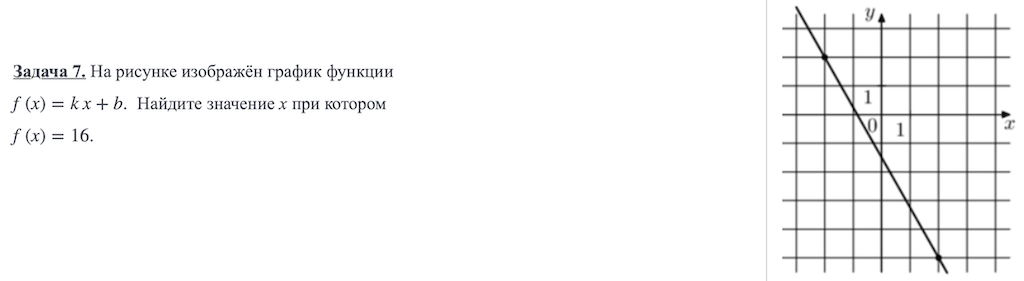 Задача 7. На рисунке изображён график функции
f (x) = k x + b. Найдите значение x при котором
f (x) = 16.
y
1
0
1
x